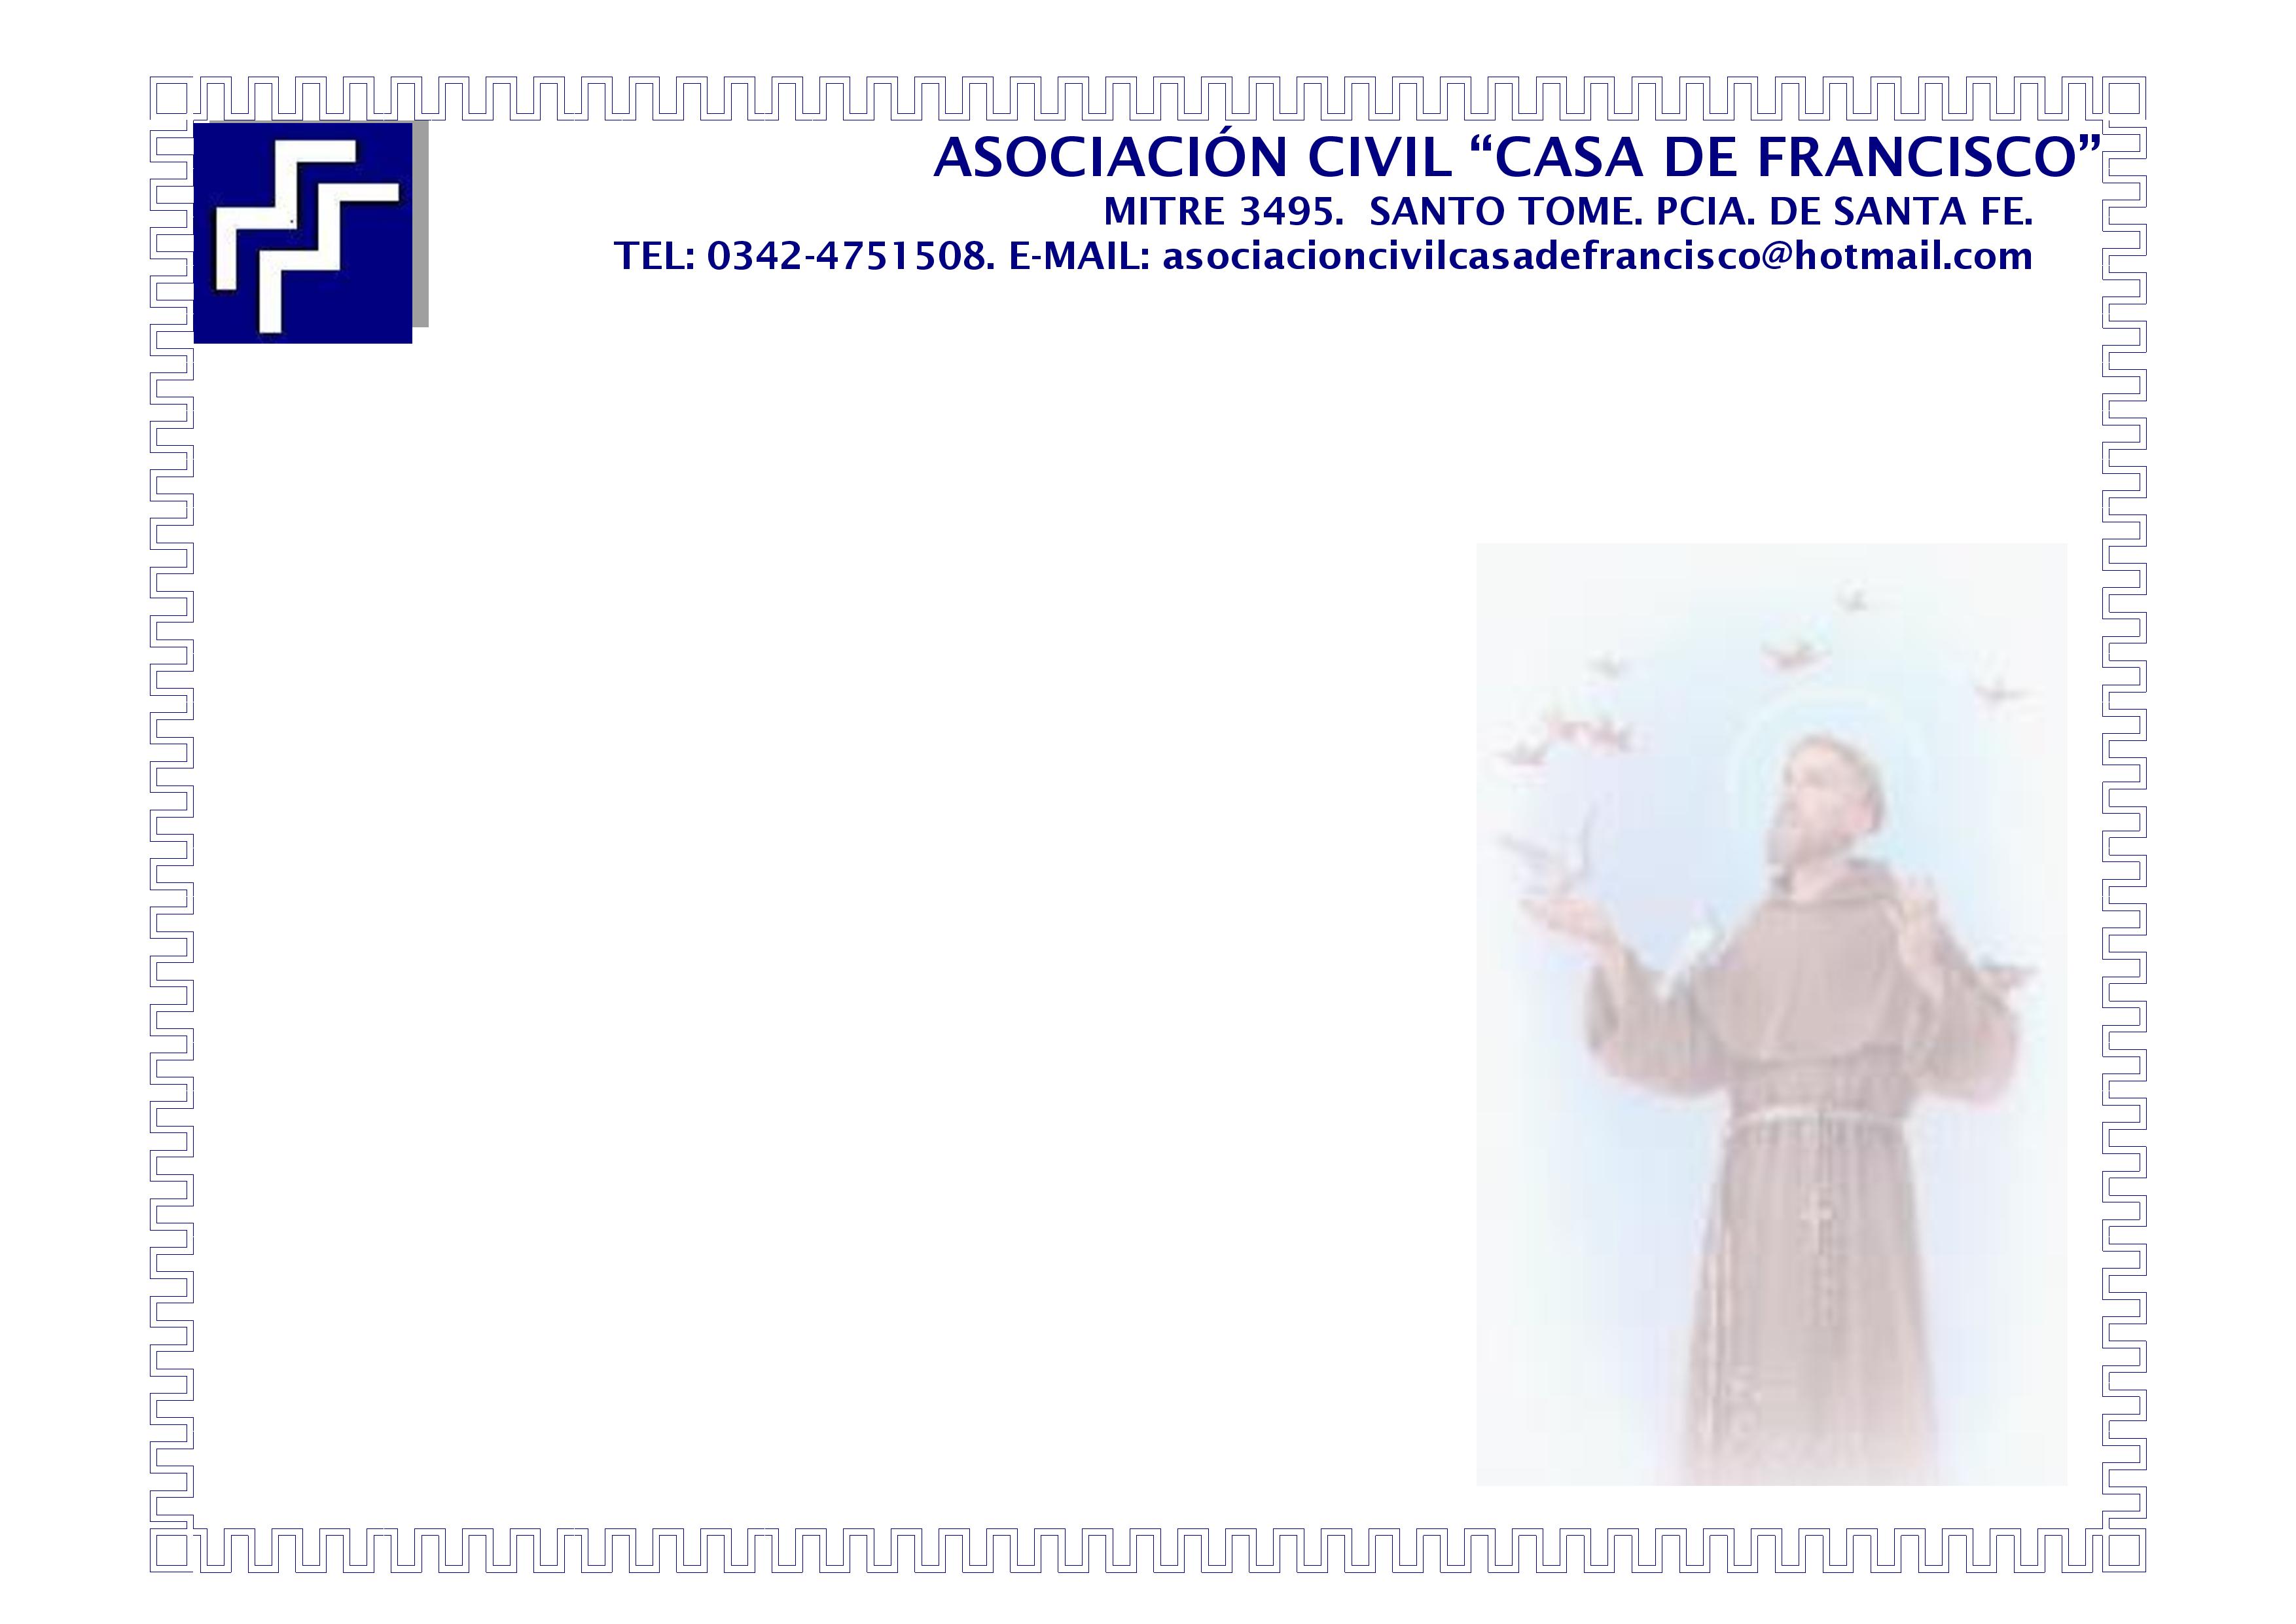 ASOCIACIÓN CIVIL “CASA DE FRANCISCO”
MITRE 3495.  SANTO TOME. PCIA. DE SANTA FE.
TEL: 0342-4751508. E-MAIL: asociacioncivilcasadefrancisco@hotmail.com